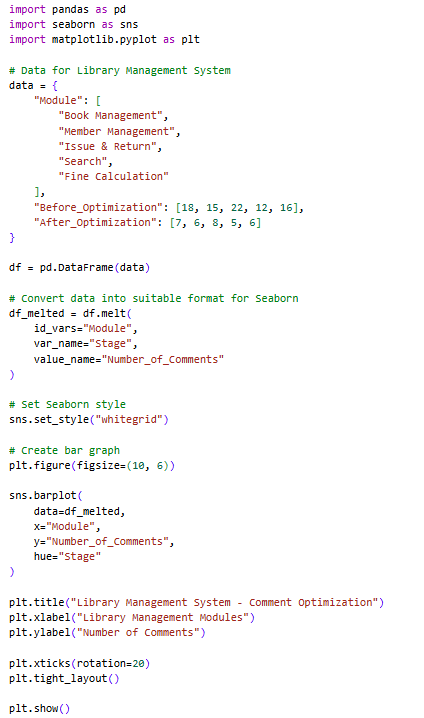 import pandas as pd
import seaborn as sns
import matplotlib.pyplot as plt

# Data for Library Management System
data = {
    "Module": [
        "Book Management",
        "Member Management",
        "Issue & Return",
        "Search",
        "Fine Calculation"
    ],
    "Before_Optimization": [18, 15, 22, 12, 16],
    "After_Optimization": [7, 6, 8, 5, 6]
}

df = pd.DataFrame(data)

# Convert data into suitable format for Seaborn
df_melted = df.melt(
    id_vars="Module",
    var_name="Stage",
    value_name="Number_of_Comments"
)

# Set Seaborn style
sns.set_style("whitegrid")

# Create bar graph
plt.figure(figsize=(10, 6))

sns.barplot(
    data=df_melted,
    x="Module",
    y="Number_of_Comments",
    hue="Stage"
)

plt.title("Library Management System - Comment Optimization")
plt.xlabel("Library Management Modules")
plt.ylabel("Number of Comments")

plt.xticks(rotation=20)
plt.tight_layout()

plt.show()